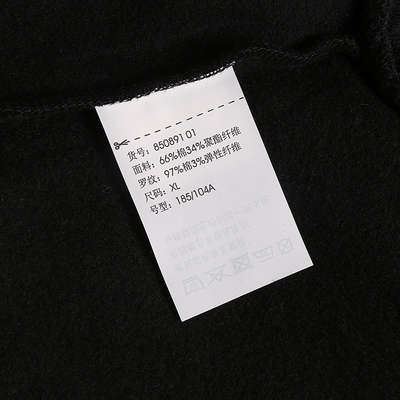 货号: 850891 01
面料: 66%棉34%聚酯纤维
罗纹: 97%棉3%弹性纤维
尺码: XL
号型: 185/104A